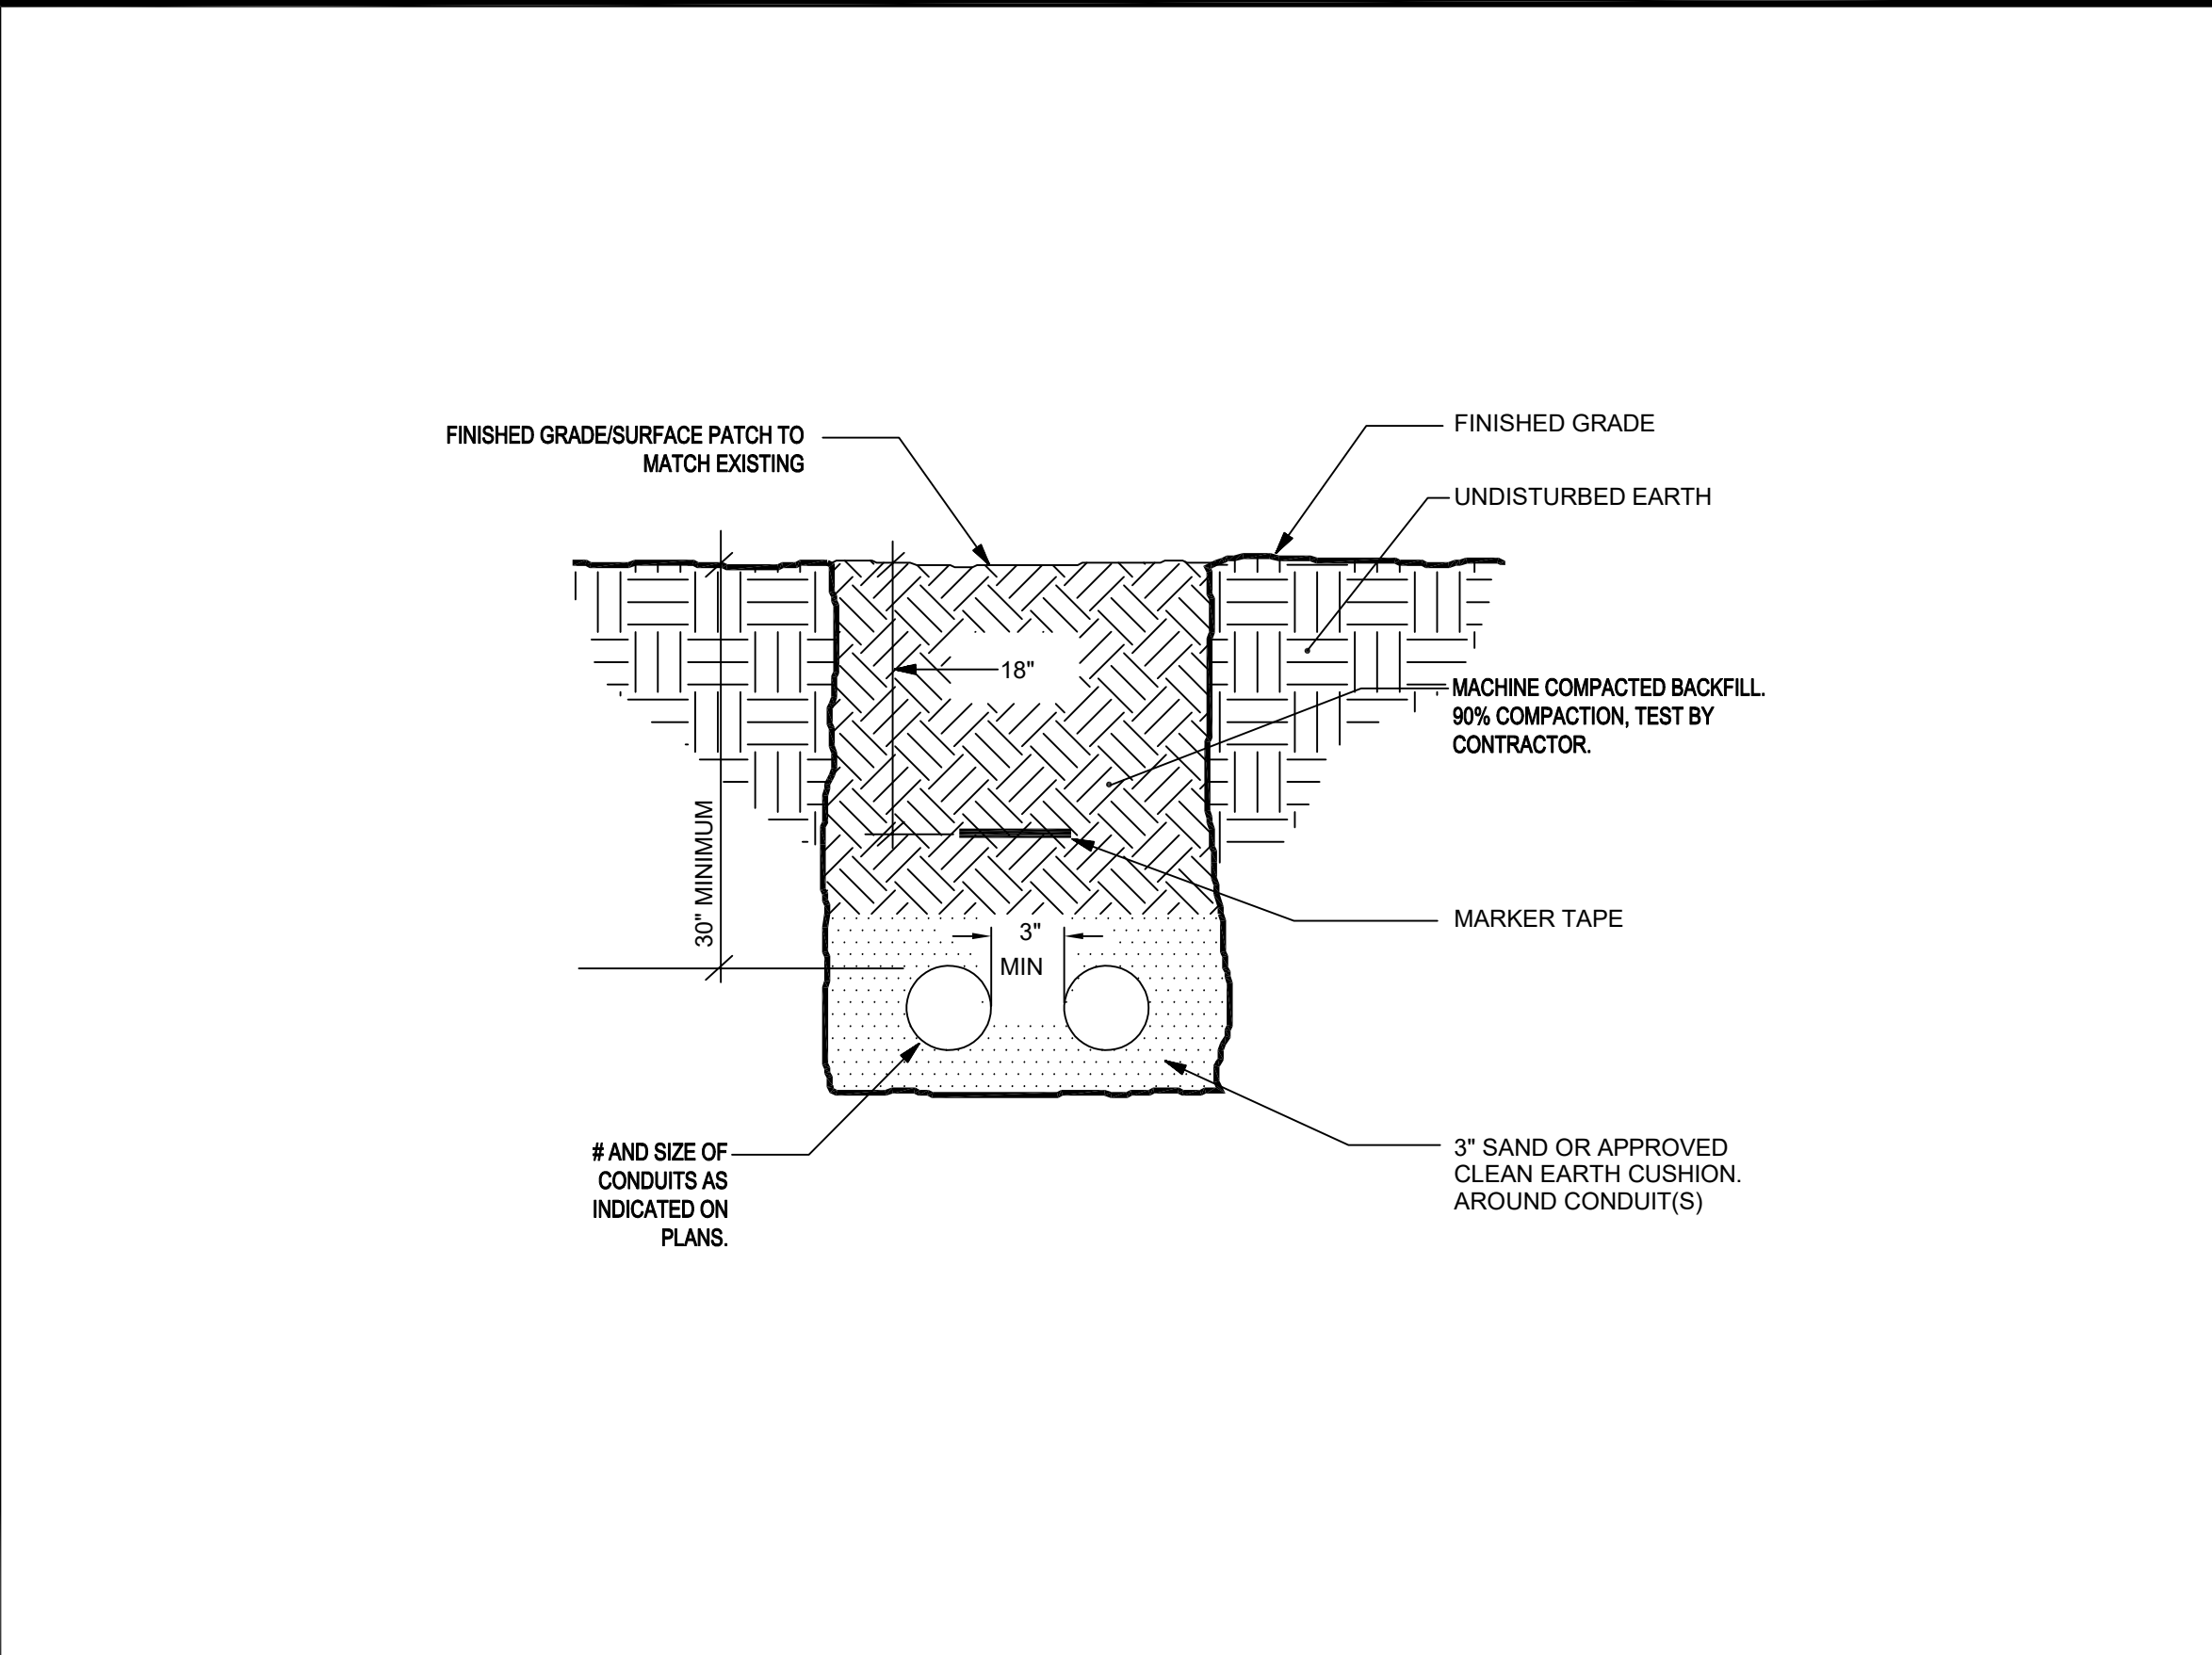 FINISHED GRADE/SURFACE PATCH TO
MATCH EXISTING
FINISHED GRADE
UNDISTURBED EARTH
18"
MACHINE COMPACTED BACKFILL.
90% COMPACTION, TEST BY
CONTRACTOR.
30" MINIMUM
MARKER TAPE
3"
MIN
# AND SIZE OF
CONDUITS AS
INDICATED ON
PLANS.
3" SAND OR APPROVED
CLEAN EARTH CUSHION.
AROUND CONDUIT(S)